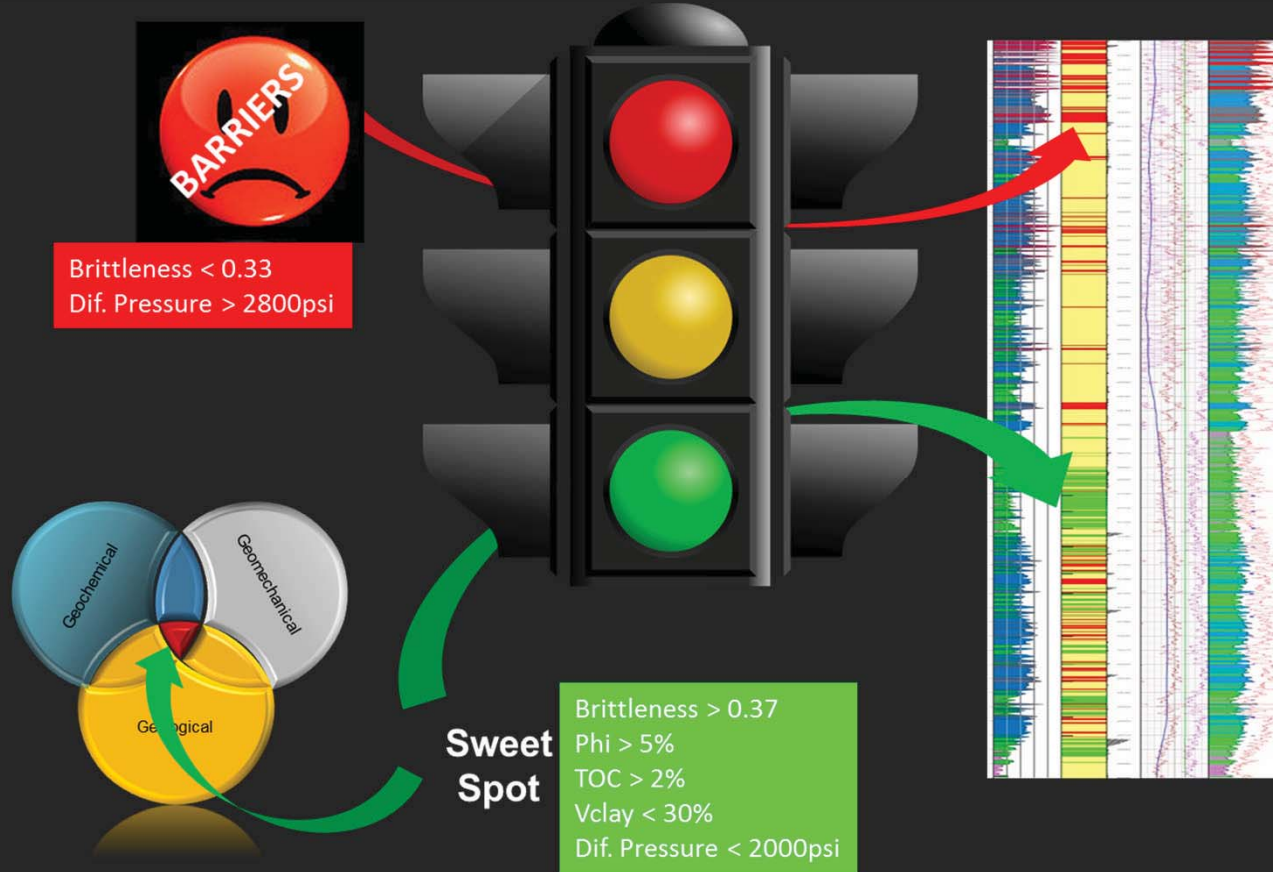 BARRIERS
Brittleness < 0.33
Dif. Pressure > 2800psi
Geochemical
Geomechanical
Geological
Sweet
Spot
Brittleness > 0.37
Phi > 5%
TOC > 2%
Vclay < 30%
Dif. Pressure < 2000psi